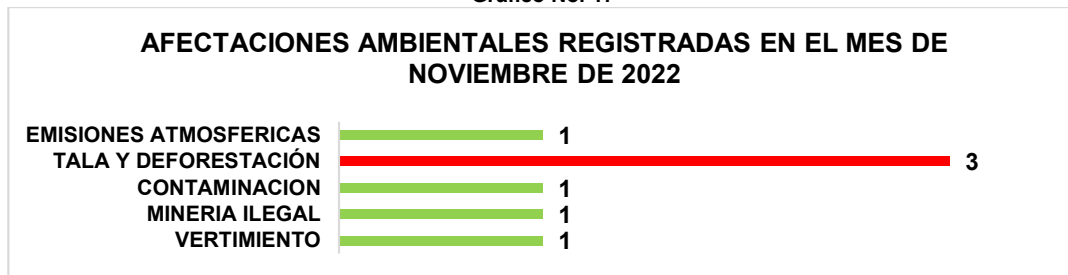 AFECTACIONES AMBIENTALES REGISTRADAS EN EL MES DE
NOVIEMBRE DE 2022
EMISIONES ATMOSFERICAS 1
TALA Y DEFORESTACIÓN 3
CONTAMINACION 1
MINERIA ILEGAL 1
VERTIMIENTO 1